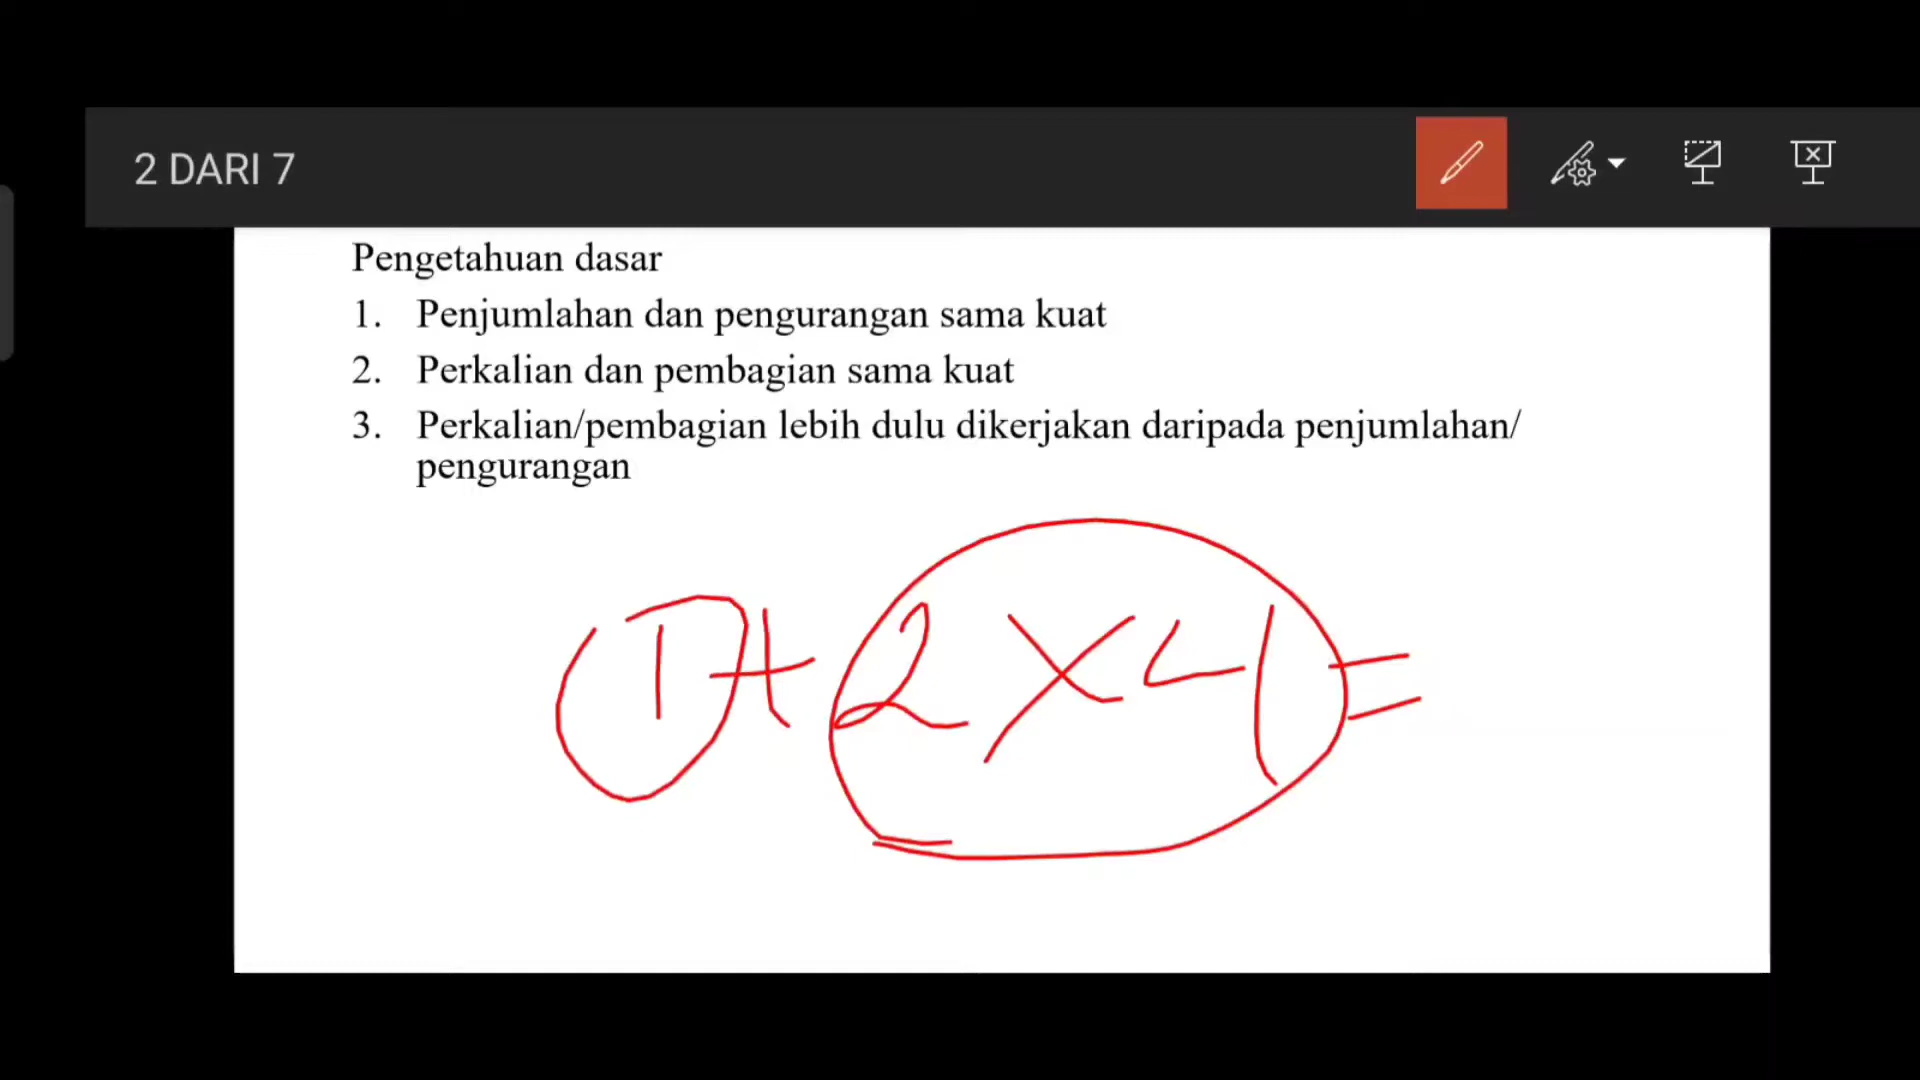 2 DARI 7
Pengetahuan dasar
1. Penjumlahan dan pengurangan sama kuat
2. Perkalian dan pembagian sama kuat
3. Perkalian/pembagian lebih dulu dikerjakan daripada penjumlahan/
pengurangan
1 + 2 X 4 =